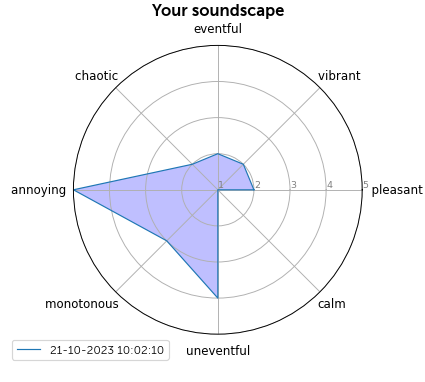 Your soundscape
eventful
chaotic
vibrant
annoying
1 2 3 4 5
pleasant
monotonous
calm
uneventful
21-10-2023 10:02:10